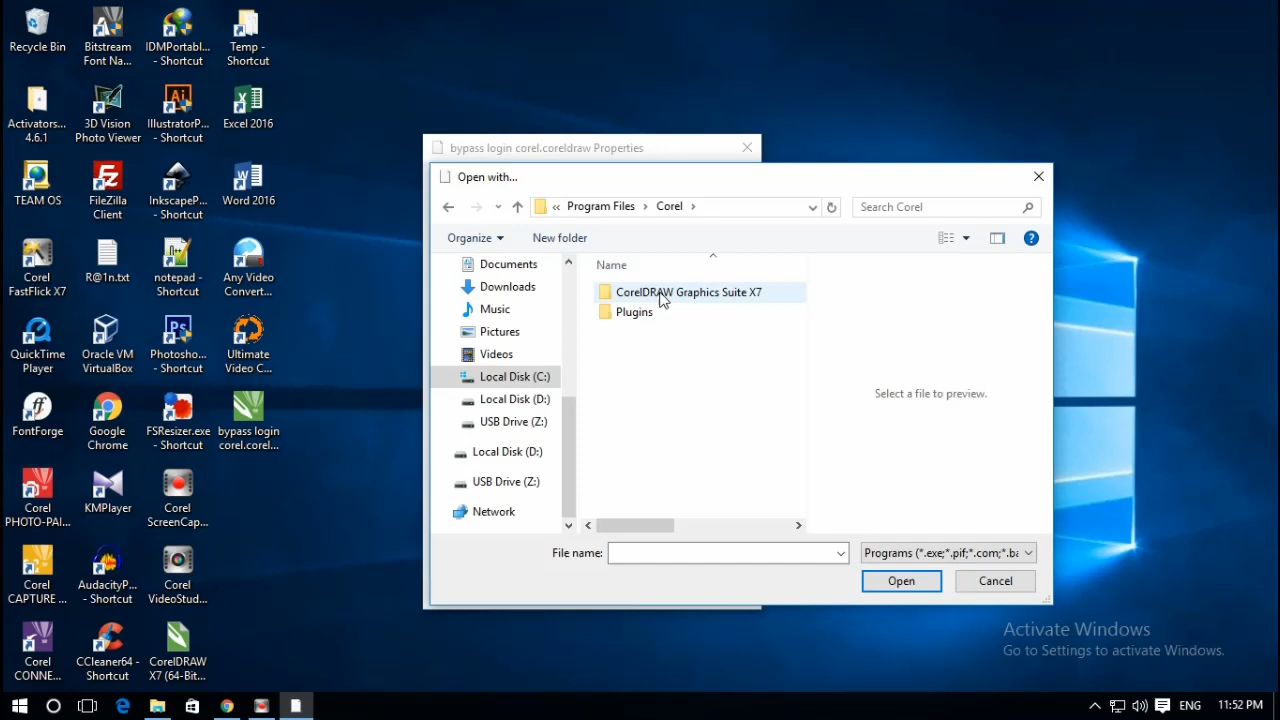 Recycle Bin
Bitstream
Font Na...
IDMPortabl...
- Shortcut
Temp -
Shortcut
Activators...
4.6.1
3D Vision
Photo Viewer
IllustratorP...
- Shortcut
Excel 2016
TEAM OS
FileZilla
Client
InkscapeP...
- Shortcut
Word 2016
Corel
FastFlick X7
R@1n.txt
notepad -
Shortcut
Any Video
Convert...
QuickTime
Player
Oracle VM
VirtualBox
Photosho...
- Shortcut
Ultimate
Video C...
FontForge
Google
Chrome
FSResizer.exe
- Shortcut
bypass login
corel.corel...
Corel
PHOTO-PAI...
KMPlayer
Corel
ScreenCap...
Corel
CAPTURE ...
AudacityP...
- Shortcut
Corel
VideoStud...
Corel
CONNE...
CCleaner64 -
Shortcut
CorelDRAW
X7 (64-Bit...
bypass login corel.coreldraw Properties
Open with...
« Program Files › Corel ›
Search Corel
Organize
New folder
Documents
Downloads
Music
Pictures
Videos
Local Disk (C:)
Local Disk (D:)
USB Drive (Z:)
Local Disk (D:)
USB Drive (Z:)
Network
Name
CorelDRAW Graphics Suite X7
Plugins
Select a file to preview.
File name:
Programs (*.exe;*.pif;*.com;*.ba
Open
Cancel
Activate Windows
Go to Settings to activate Windows.
ENG
11:52 PM